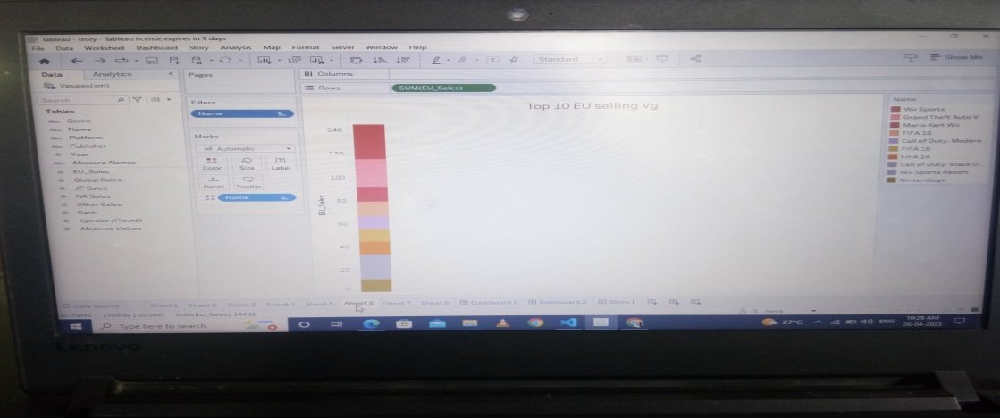 Tableau - story - Tableau license expires in 9 days
File Data Worksheet Dashboard Story Analysis Map Format Server Window Help
Standard
Show Me
Data Analytics
Pages
Columns
Vgsales(sm)
Rows SUM(EU_Sales)
Search
Filters
Name
Top 10 EU selling Vg
Tables
Abc Genre
Abc Name
Abc Platform
Abc Publisher
Year
Abc Measure Names
EU_Sales
Global Sales
JP Sales
NA Sales
Other Sales
Rank
Vgsales (Count)
Measure Values
Marks
Automatic
Color Size Label
Detail Tooltip
Name
EU_Sales
140
120
100
80
60
40
20
0
Name
Wii Sports
Grand Theft Auto V
Mario Kart Wii
FIFA 15
Call of Duty: Modern...
FIFA 16
FIFA 14
Call of Duty: Black O..
Wii Sports Resort
Nintendogs
Data Source Sheet 1 Sheet 2 Sheet 3 Sheet 4 Sheet 5 Sheet 6 Sheet 7 Sheet 8 Dashboard 1 Dashboard 2 Story 1
marks 1 row by 1 column SUM(EU_Sales): 144.12
Type here to search
27°C
ENG
10:28 AM
26-04-2023
Lenovo